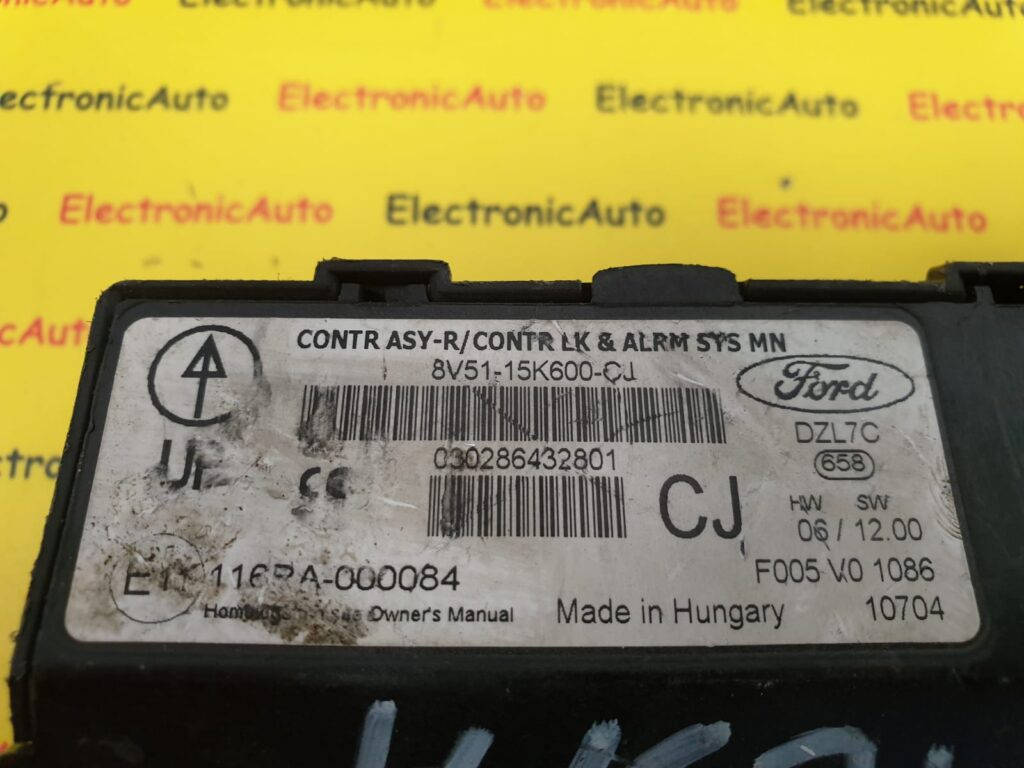 ElectronicAuto ElectronicAuto
ElectronicAuto ElectronicAuto ElectronicAuto
ElectronicAuto ElectronicAuto ElectronicAuto
CONTR ASY-R/CONTR LK & ALRM SYS MN
8V51-15K600-CJ
Ford
DZL7C
UP
030286432801
658
CJ
HW SW
06 / 12.00
116RA-000084
F005 V0 1086
Owner's Manual
Made in Hungary
10704